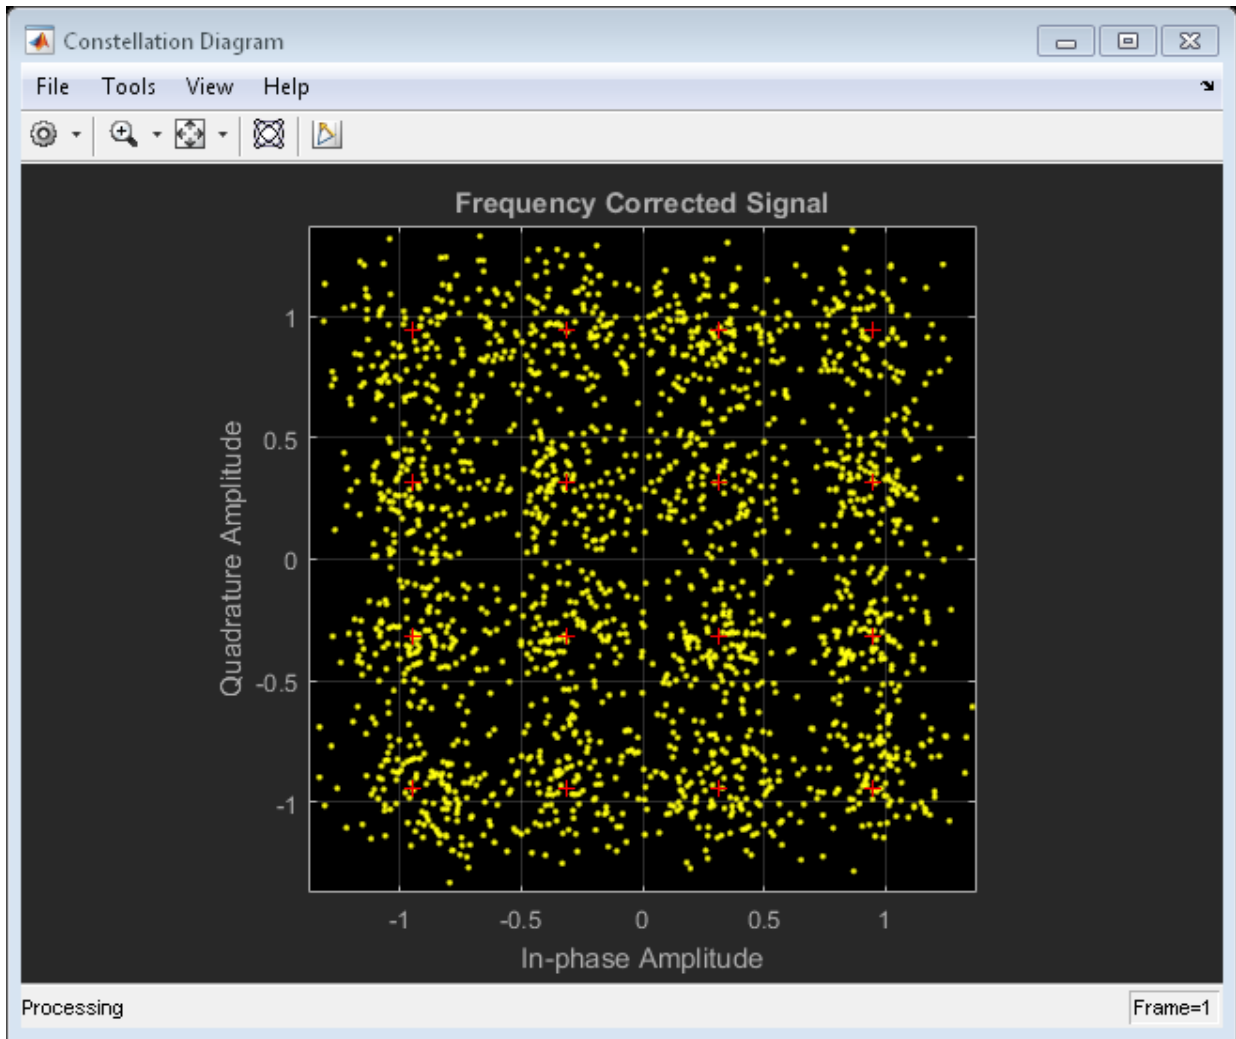 Constellation Diagram
File Tools View Help
Frequency Corrected Signal
1
0.5
0
-0.5
-1
Quadrature Amplitude
-1 -0.5 0 0.5 1
In-phase Amplitude
Processing Frame=1